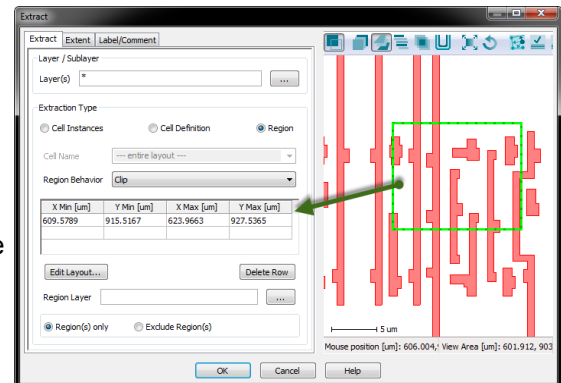 Extract
Extract Extent Label/Comment
Layer / Sublayer
Layer(s) * ...
Extraction Type
Cell Instances Cell Definition Region
Cell Name --- entire layout ---
Region Behavior Clip
X Min [um] Y Min [um] X Max [um] Y Max [um]
609.5789 915.5167 623.9663 927.5365
e
Edit Layout... Delete Row
Region Layer ...
Region(s) only Exclude Region(s)
5 um
Mouse position [um]: 606.004, View Area [um]: 601.912, 903
OK Cancel Help